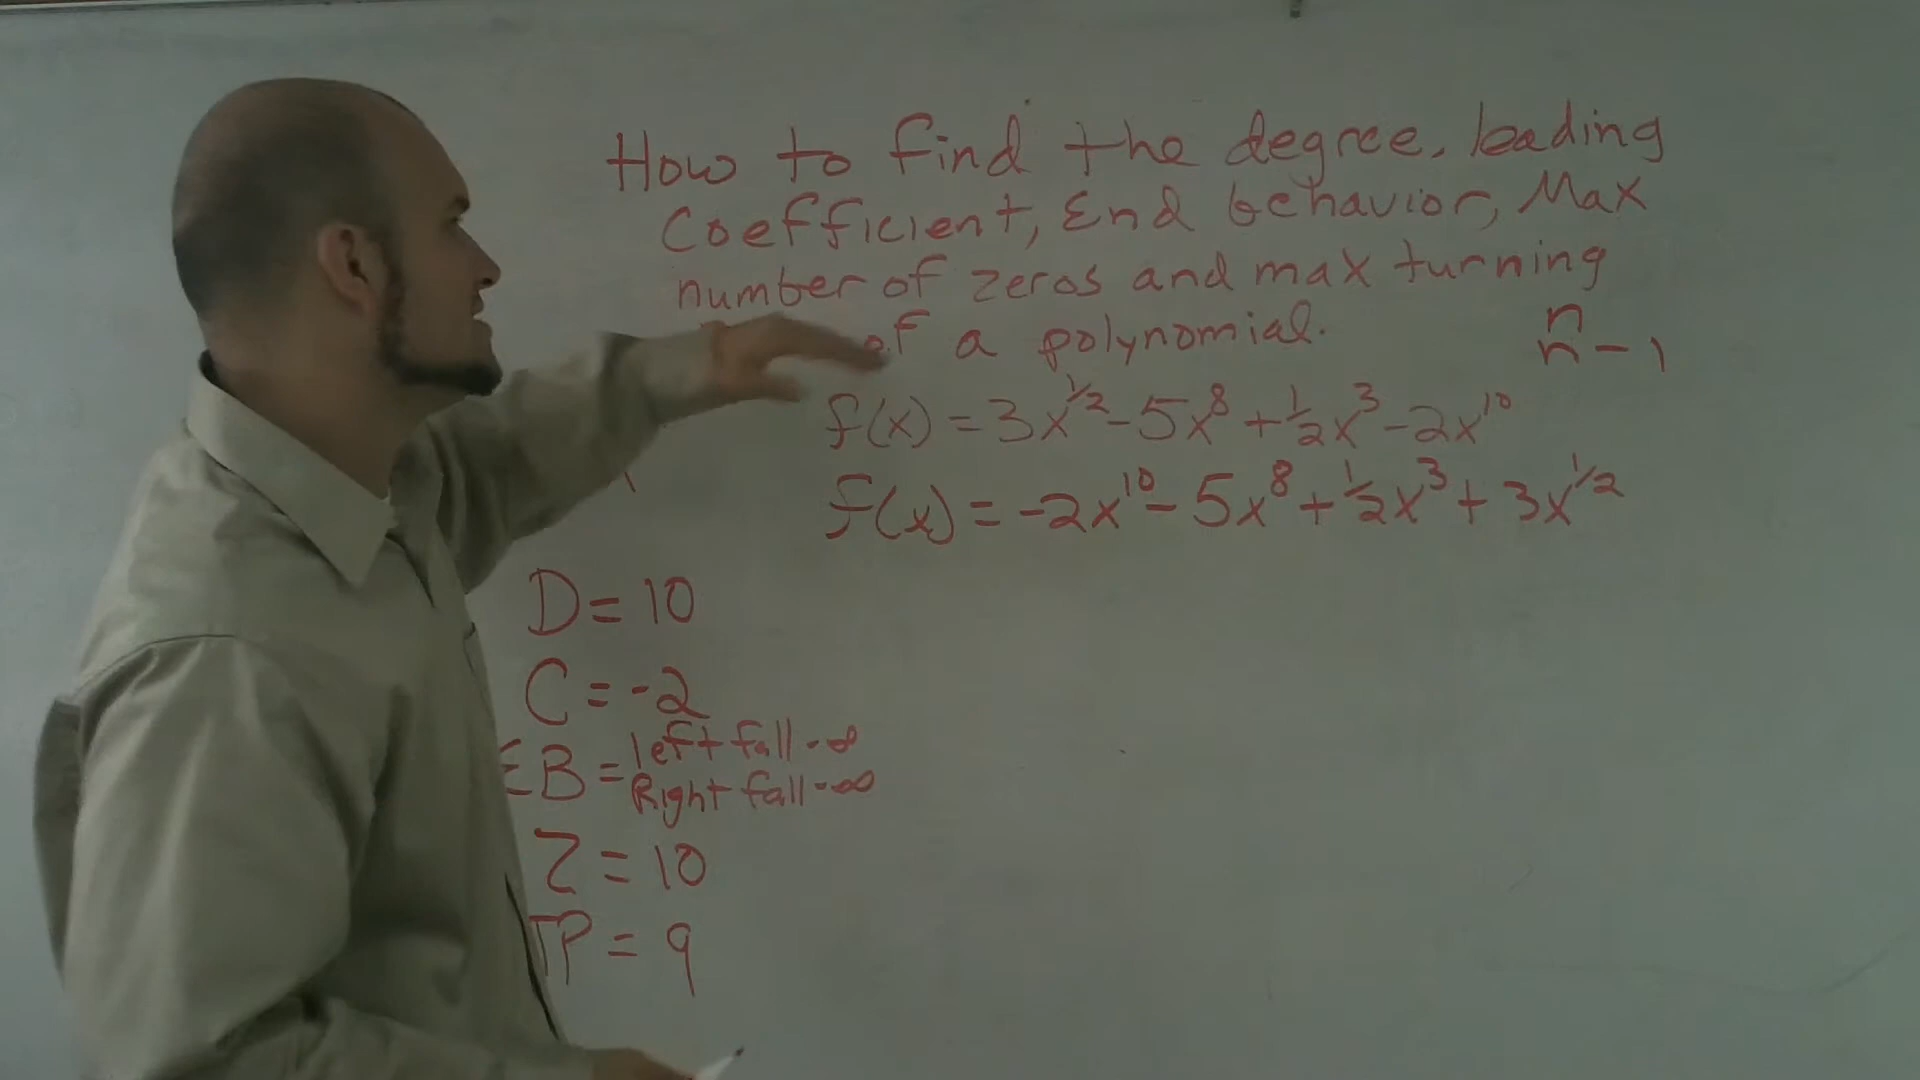 How to find the degree, leading
Coefficient, End behavior, Max
number of zeros and max turning
of a polynomial.
n
n - 1
f(x) = 3x^1/2 - 5x^8 + 1/2x^3 - 2x^10
f(x) = -2x^10 - 5x^8 + 1/2x^3 + 3x^1/2
D = 10
C = -2
EB = left fall -∞
Right fall -∞
Z = 10
TP = 9